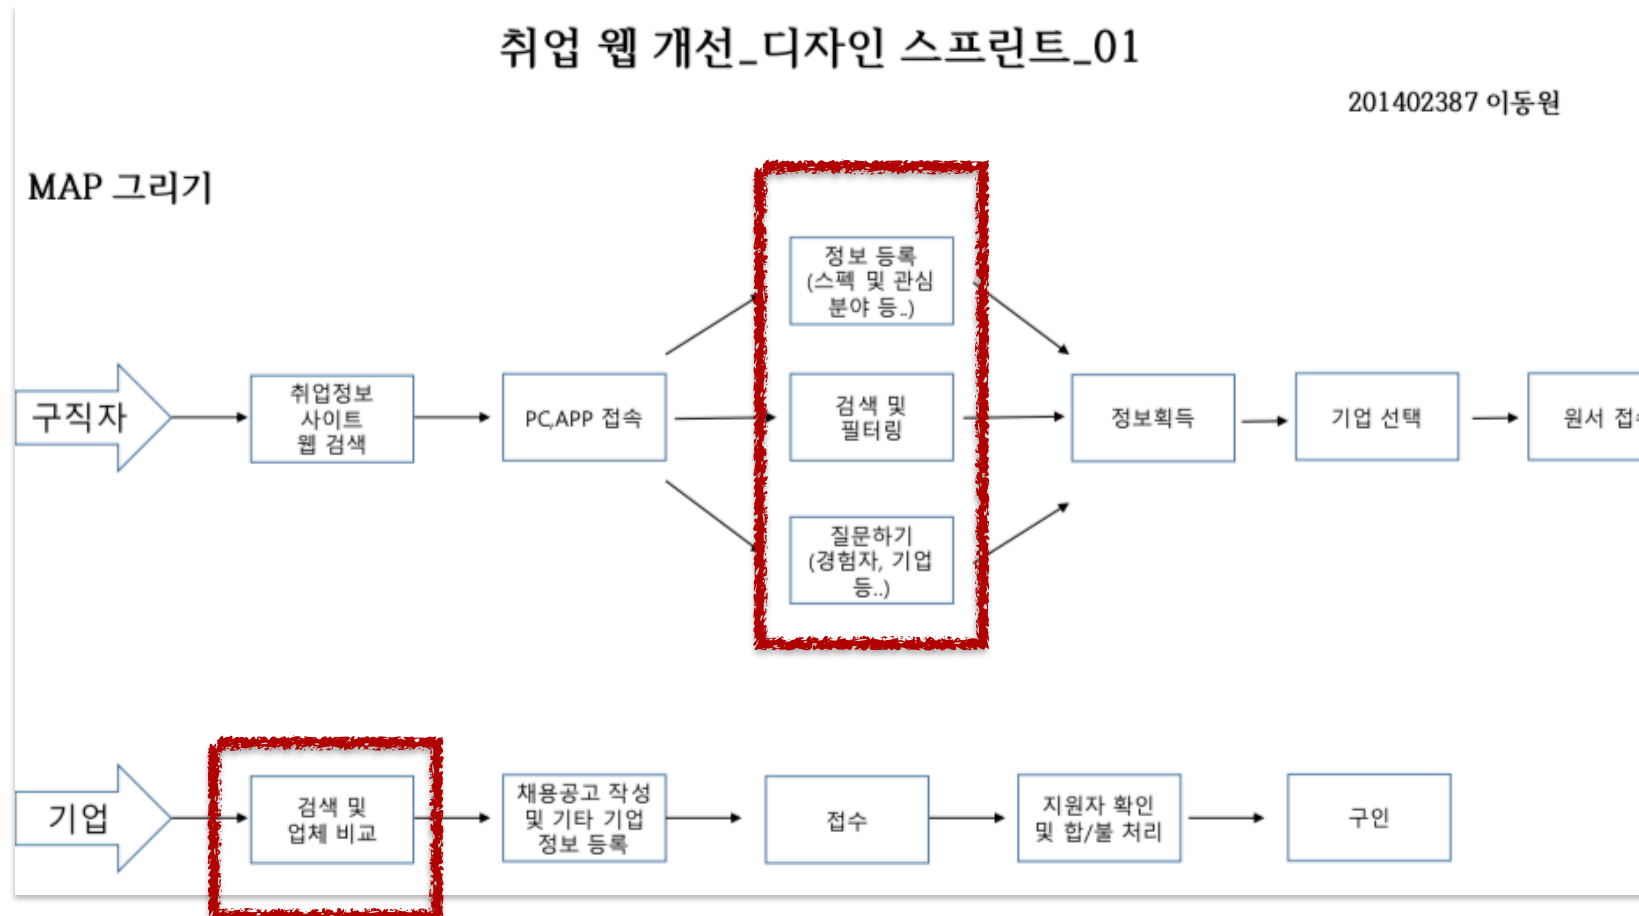 취업 웹 개선_디자인 스프린트_01
201402387 이동원
MAP 그리기
구직자
취업정보
사이트
웹 검색
PC,APP 접속
정보 등록
(스펙 및 관심
분야 등..)
검색 및
필터링
질문하기
(경험자, 기업
등..)
정보획득
기업 선택
원서
기업
검색 및
업체 비교
채용공고 작성
및 기타 기업
정보 등록
접수
지원자 확인
및 합/불 처리
구인